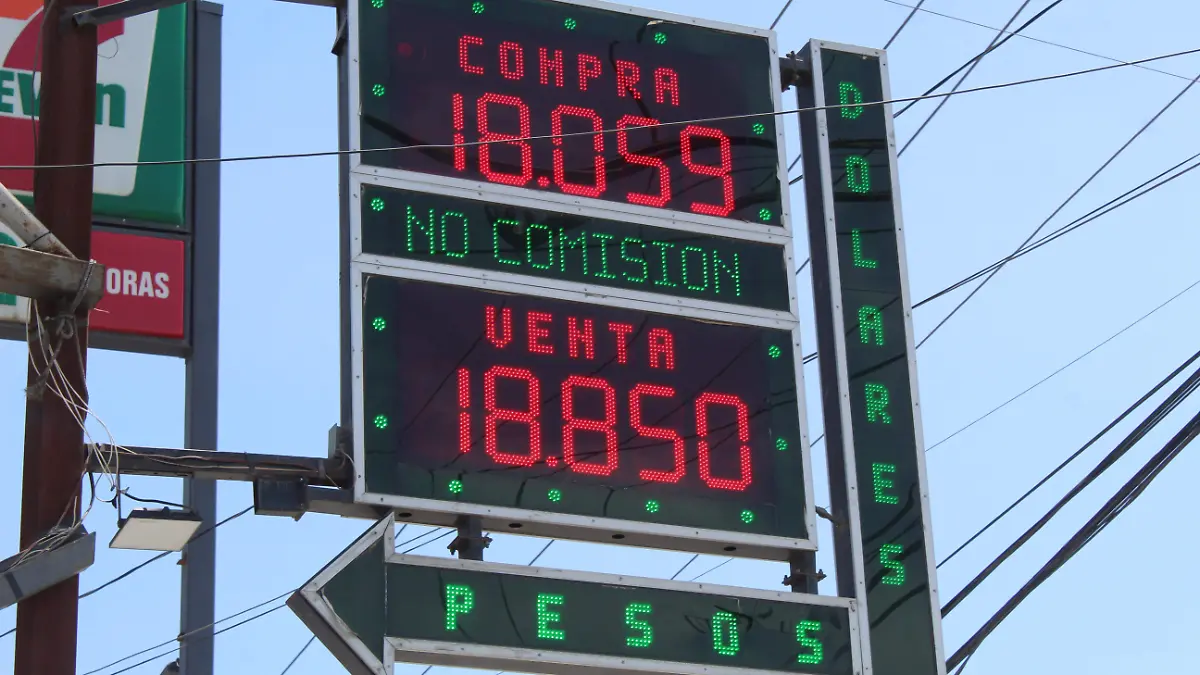 COMPRA
18.059
NO COMISION
VENTA
18.850
DOLARES
PESOS
ORAS